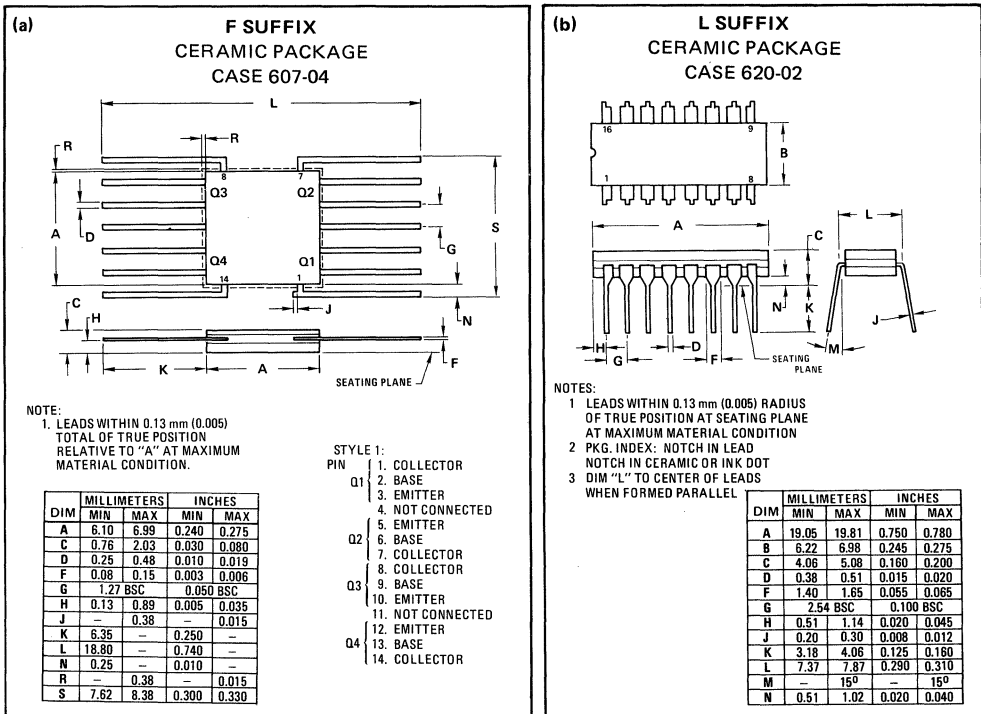 (a)
F SUFFIX
CERAMIC PACKAGE
CASE 607-04
L
R
R
8
7
Q3
Q2
A
D
G
S
Q4
Q1
14
1
J
N
C
H
F
K
A
SEATING PLANE
NOTE:
1. LEADS WITHIN 0.13 mm (0.005)
TOTAL OF TRUE POSITION
RELATIVE TO "A" AT MAXIMUM
MATERIAL CONDITION.
STYLE 1:
PIN
Q1 { 1. COLLECTOR
2. BASE
3. EMITTER
4. NOT CONNECTED
Q2 { 5. EMITTER
6. BASE
7. COLLECTOR
Q3 { 8. COLLECTOR
9. BASE
10. EMITTER
11. NOT CONNECTED
Q4 { 12. EMITTER
13. BASE
14. COLLECTOR
DIM MILLIMETERS INCHES
MIN MAX MIN MAX
A 6.10 6.99 0.240 0.275
C 0.76 2.03 0.030 0.080
D 0.25 0.48 0.010 0.019
F 0.08 0.15 0.003 0.006
G 1.27 BSC 0.050 BSC
H 0.13 0.89 0.005 0.035
J – 0.38 – 0.015
K 6.35 – 0.250 –
L 18.80 – 0.740 –
N 0.25 – 0.010 –
R – 0.38 – 0.015
S 7.62 8.38 0.300 0.330
(b)
L SUFFIX
CERAMIC PACKAGE
CASE 620-02
16
9
B
1
8
A
L
C
N
K
J
H
G
D
F
M
SEATING
PLANE
NOTES:
1 LEADS WITHIN 0.13 mm (0.005) RADIUS
OF TRUE POSITION AT SEATING PLANE
AT MAXIMUM MATERIAL CONDITION
2 PKG. INDEX: NOTCH IN LEAD
NOTCH IN CERAMIC OR INK DOT
3 DIM "L" TO CENTER OF LEADS
WHEN FORMED PARALLEL
DIM MILLIMETERS INCHES
MIN MAX MIN MAX
A 19.05 19.81 0.750 0.780
B 6.22 6.98 0.245 0.275
C 4.06 5.08 0.160 0.200
D 0.38 0.51 0.015 0.020
F 1.40 1.65 0.055 0.065
G 2.54 BSC 0.100 BSC
H 0.51 1.14 0.020 0.045
J 0.20 0.30 0.008 0.012
K 3.18 4.06 0.125 0.160
L 7.37 7.87 0.290 0.310
M – 15⁰ – 15⁰
N 0.51 1.02 0.020 0.040